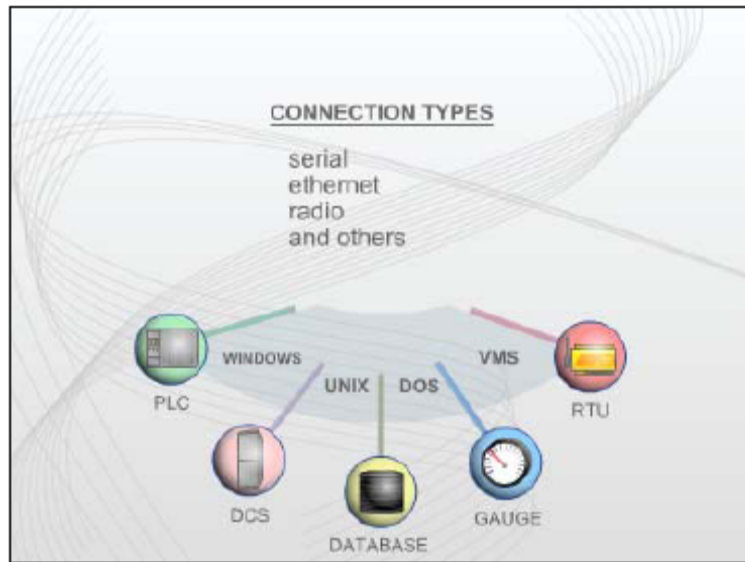 CONNECTION TYPES
serial
ethernet
radio
and others
WINDOWS
VMS
UNIX
DOS
PLC
RTU
DCS
GAUGE
DATABASE